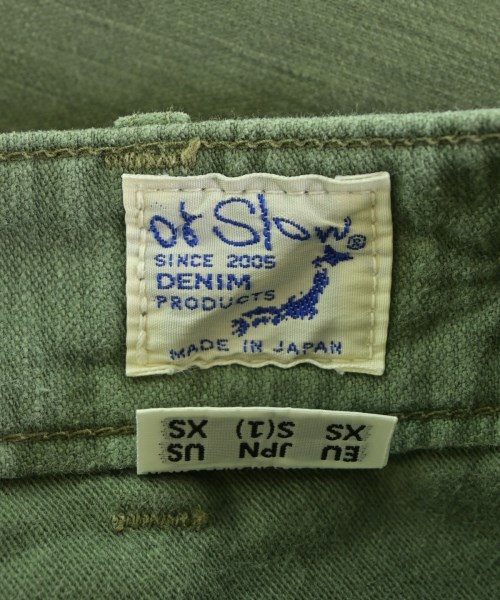 or Slow®
SINCE 2005
DENIM
PRODUCTS
MADE IN JAPAN
EU JPN US
XS S(1) XS